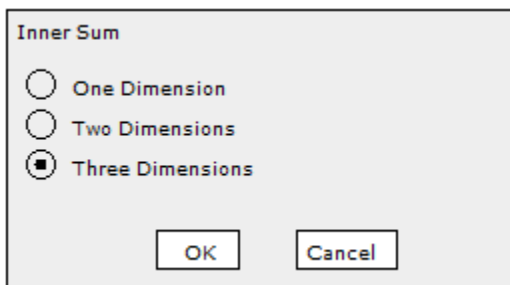 Inner Sum
One Dimension
Two Dimensions
Three Dimensions
OK Cancel